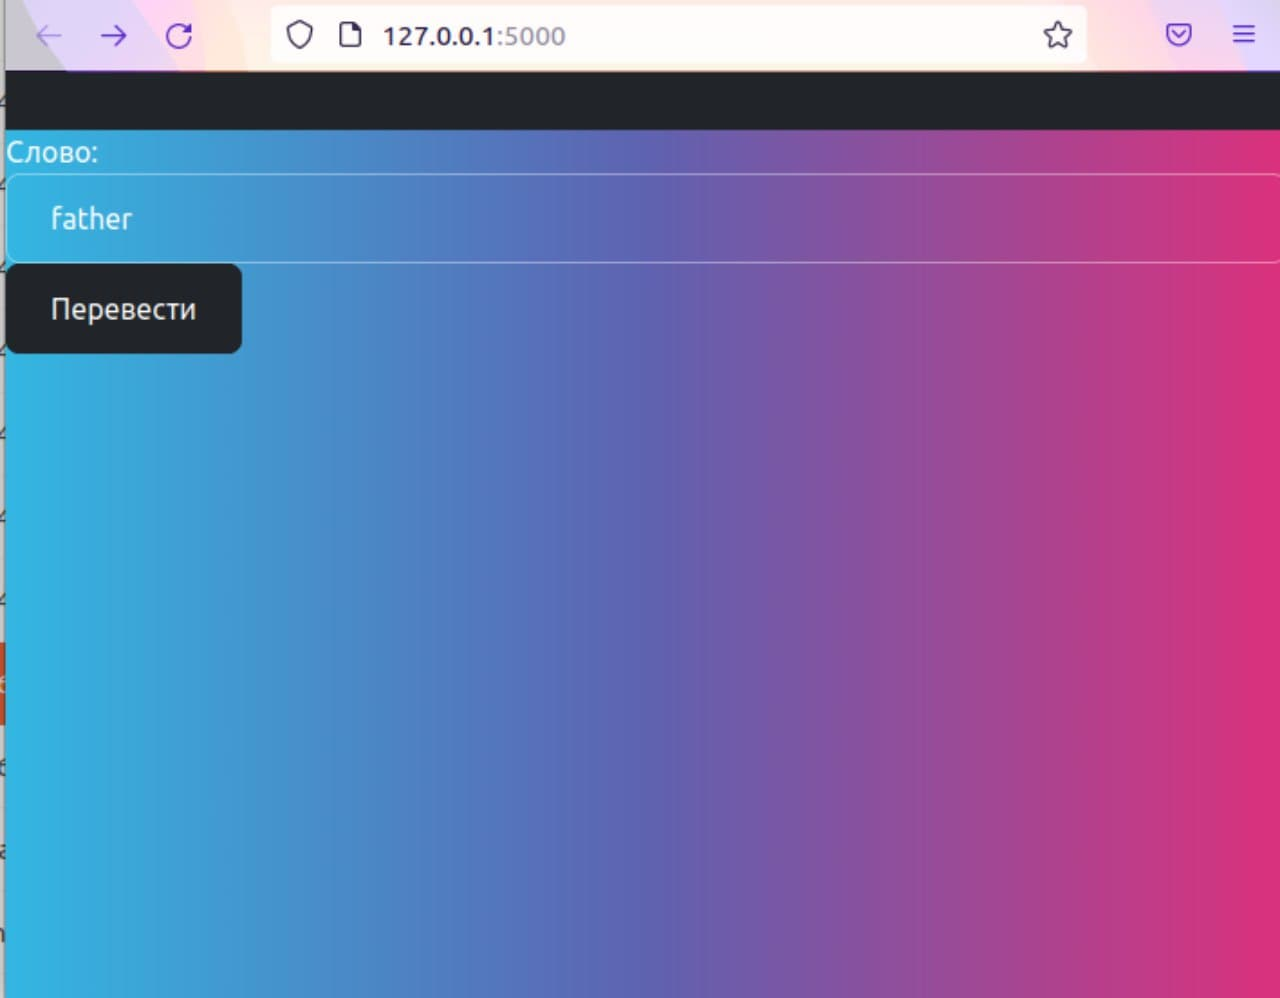 127.0.0.1:5000
Слово:
father
Перевести